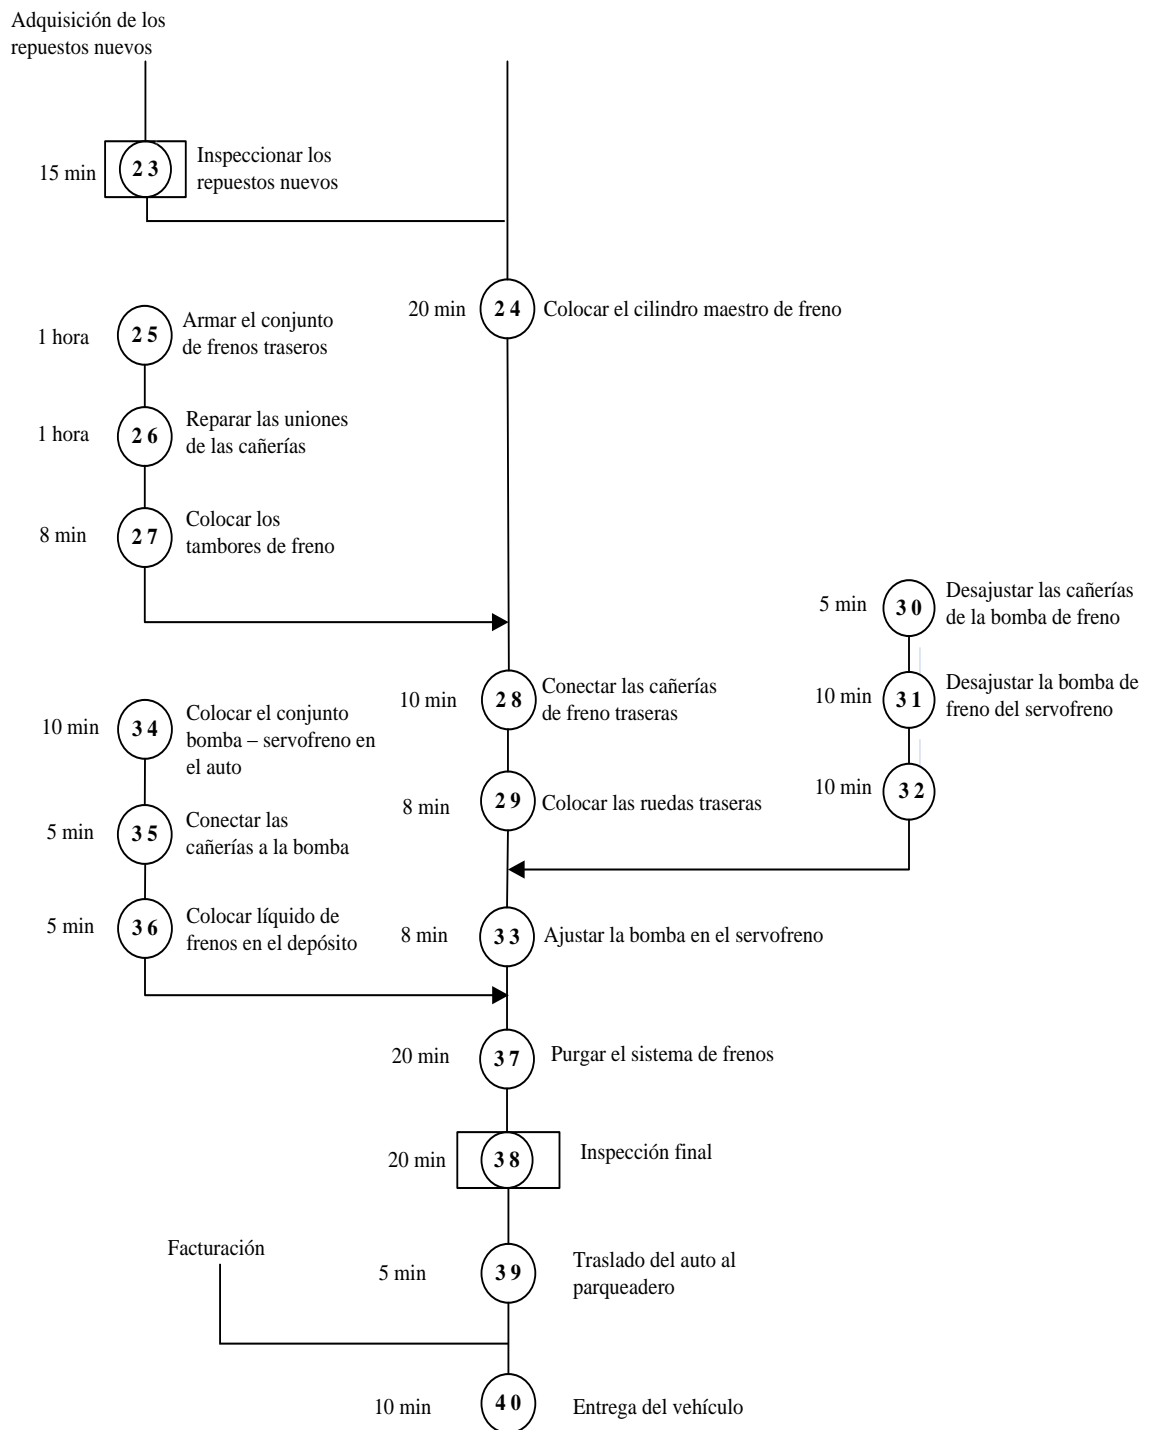 Adquisición de los
repuestos nuevos
15 min
23
Inspeccionar los
repuestos nuevos
20 min
24
Colocar el cilindro maestro de freno
1 hora
25
Armar el conjunto
de frenos traseros
1 hora
26
Reparar las uniones
de las cañerías
8 min
27
Colocar los
tambores de freno
5 min
30
Desajustar las cañerías
de la bomba de freno
10 min
28
Conectar las cañerías
de freno traseras
10 min
31
Desajustar la bomba de
freno del servofreno
10 min
34
Colocar el conjunto
bomba – servofreno en
el auto
8 min
29
Colocar las ruedas traseras
10 min
32
5 min
35
Conectar las
cañerías a la bomba
5 min
36
Colocar líquido de
frenos en el depósito
8 min
33
Ajustar la bomba en el servofreno
20 min
37
Purgar el sistema de frenos
20 min
38
Inspección final
Facturación
5 min
39
Traslado del auto al
parqueadero
10 min
40
Entrega del vehículo